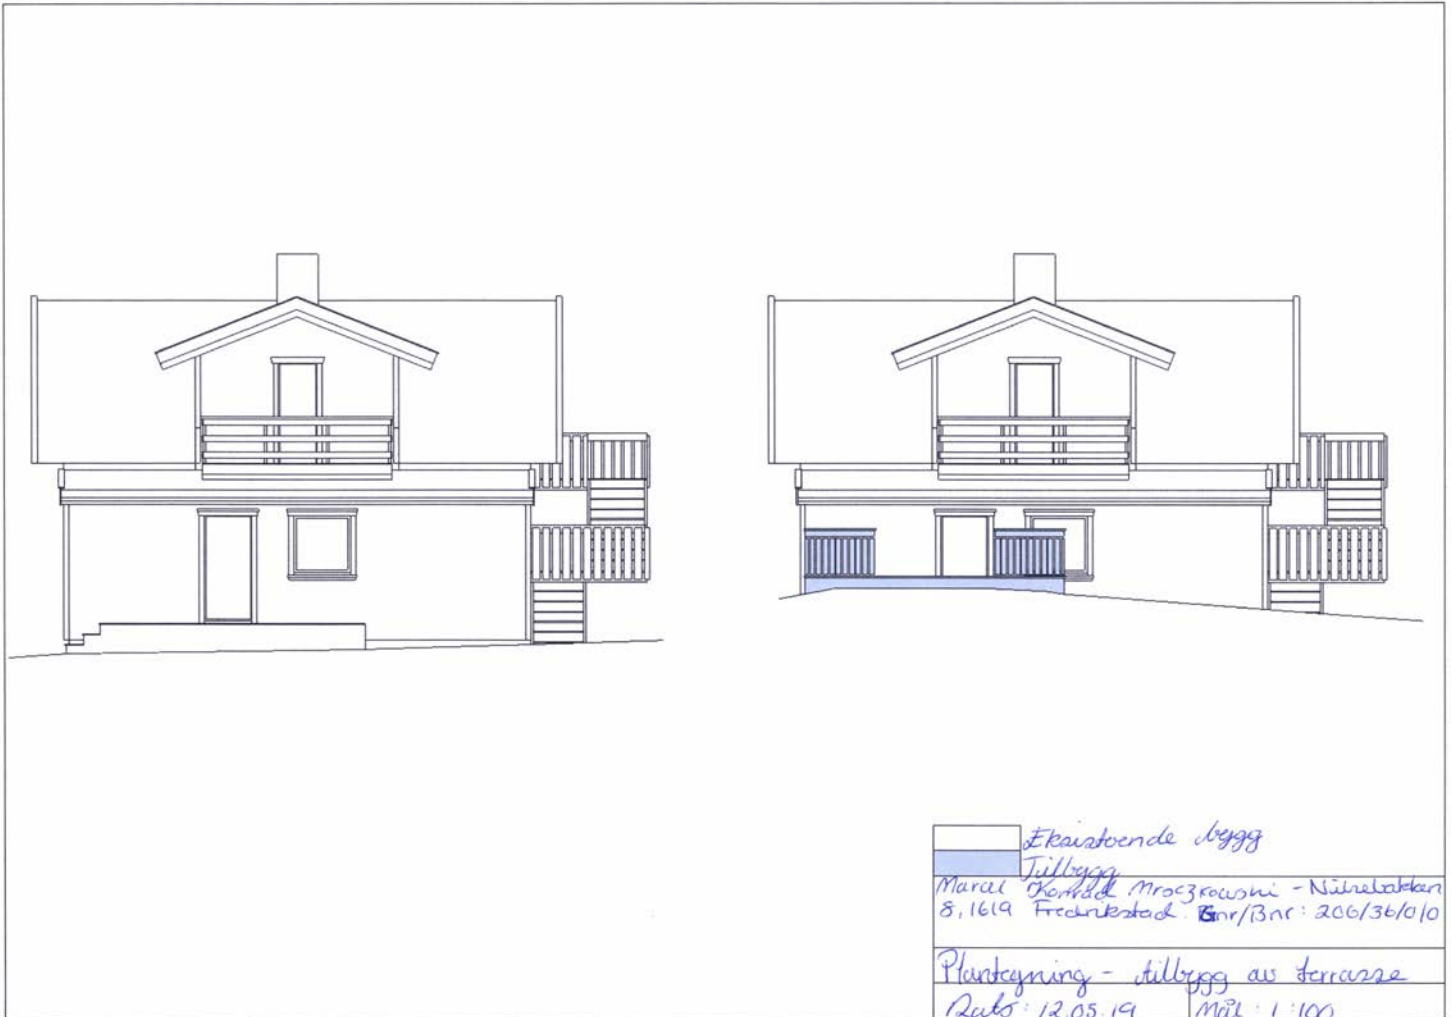 Eksisterende bygg
Tilbygg
Marcel Konrad Mroczkowski - Nilsebakken
8, 1619 Fredrikstad. Gnr/Bnr: 206/36/0/0
Plantegning - tilbygg av terrasse
Dato: 12.05.19 Mål: 1:100